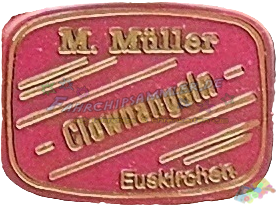 M. Müller
- Clownangeln -
Euskirchen